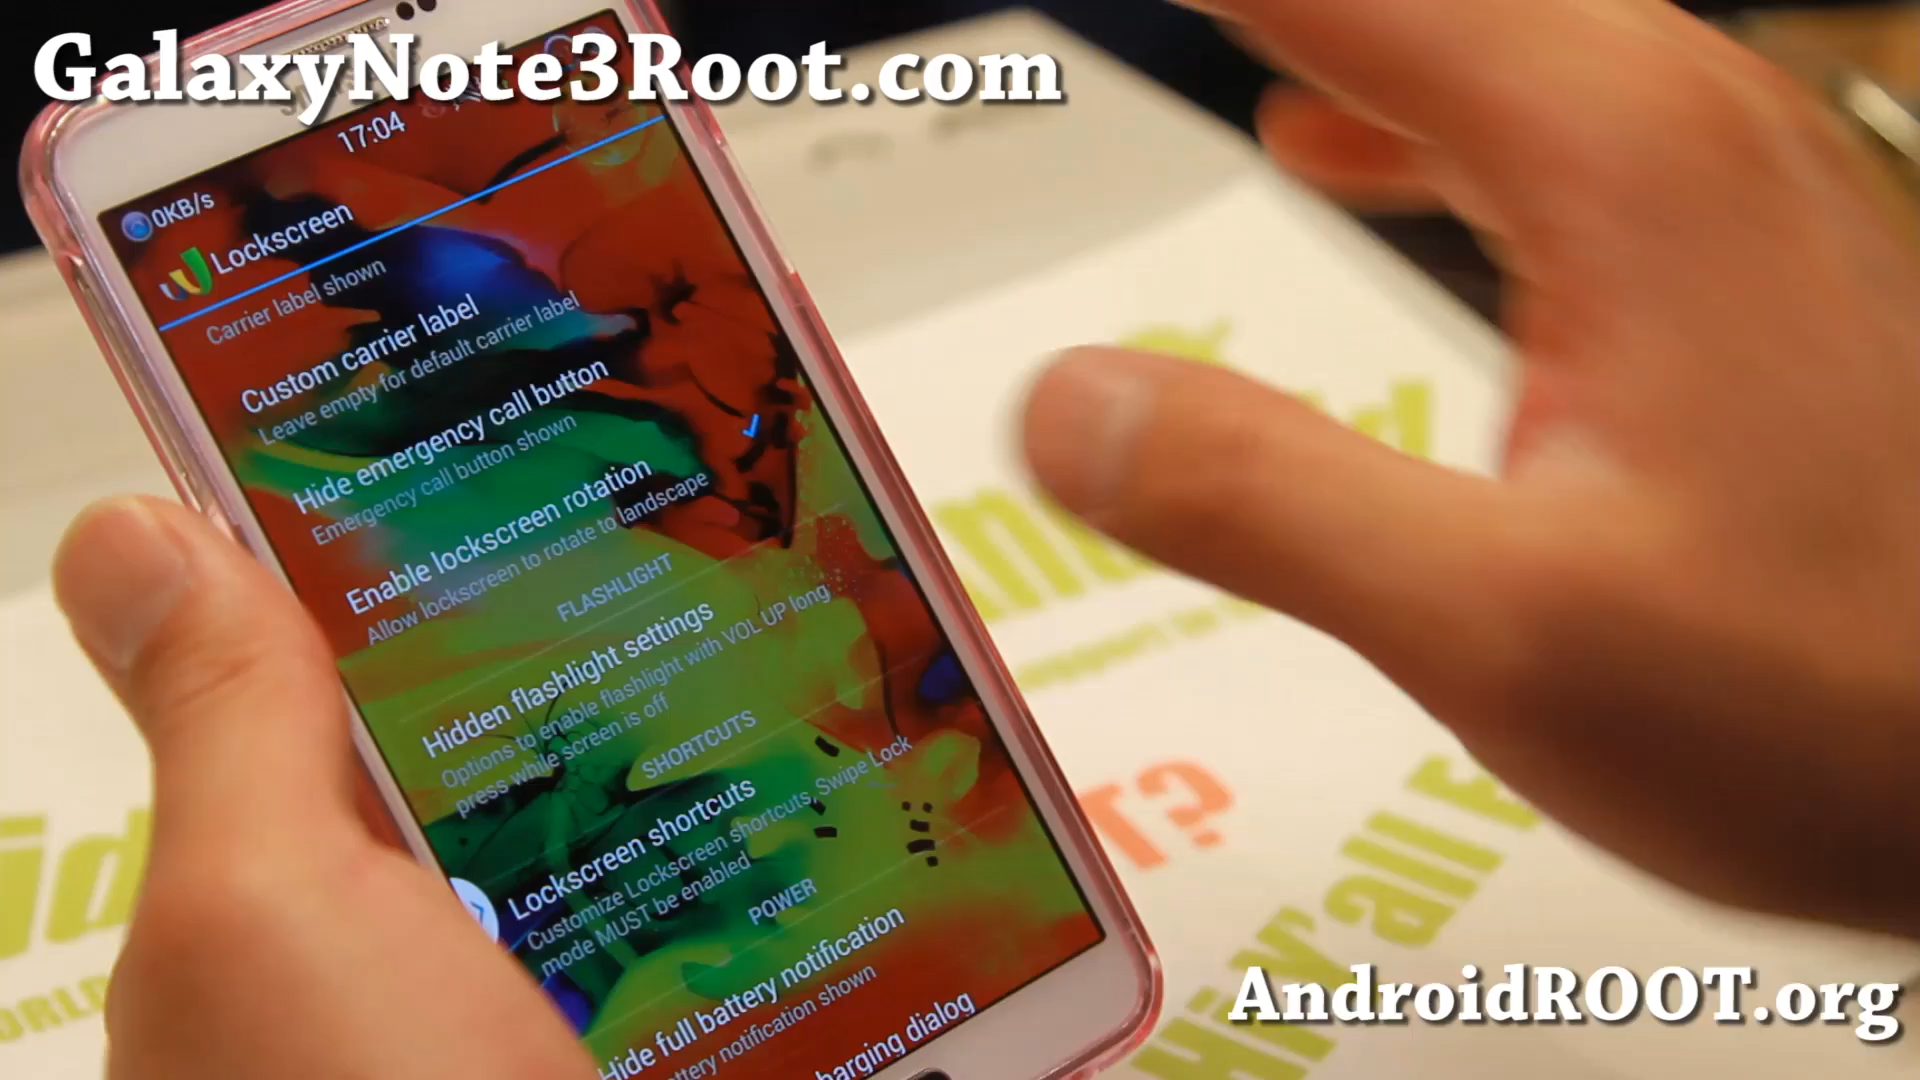 GalaxyNote3Root.com
17:04
0KB/s
Lockscreen
Carrier label shown
Custom carrier label
Leave empty for default carrier label
Hide emergency call button
Emergency call button shown
Enable lockscreen rotation
Allow lockscreen to rotate to landscape
FLASHLIGHT
Hidden flashlight settings
Options to enable flashlight with VOL UP long
press while screen is off
SHORTCUTS
Lockscreen shortcuts
Customize Lockscreen shortcuts, Swipe Lock
mode MUST be enabled
POWER
Hide full battery notification
battery notification shown
charging dialog
T?
Hi y'all
AndroidROOT.org